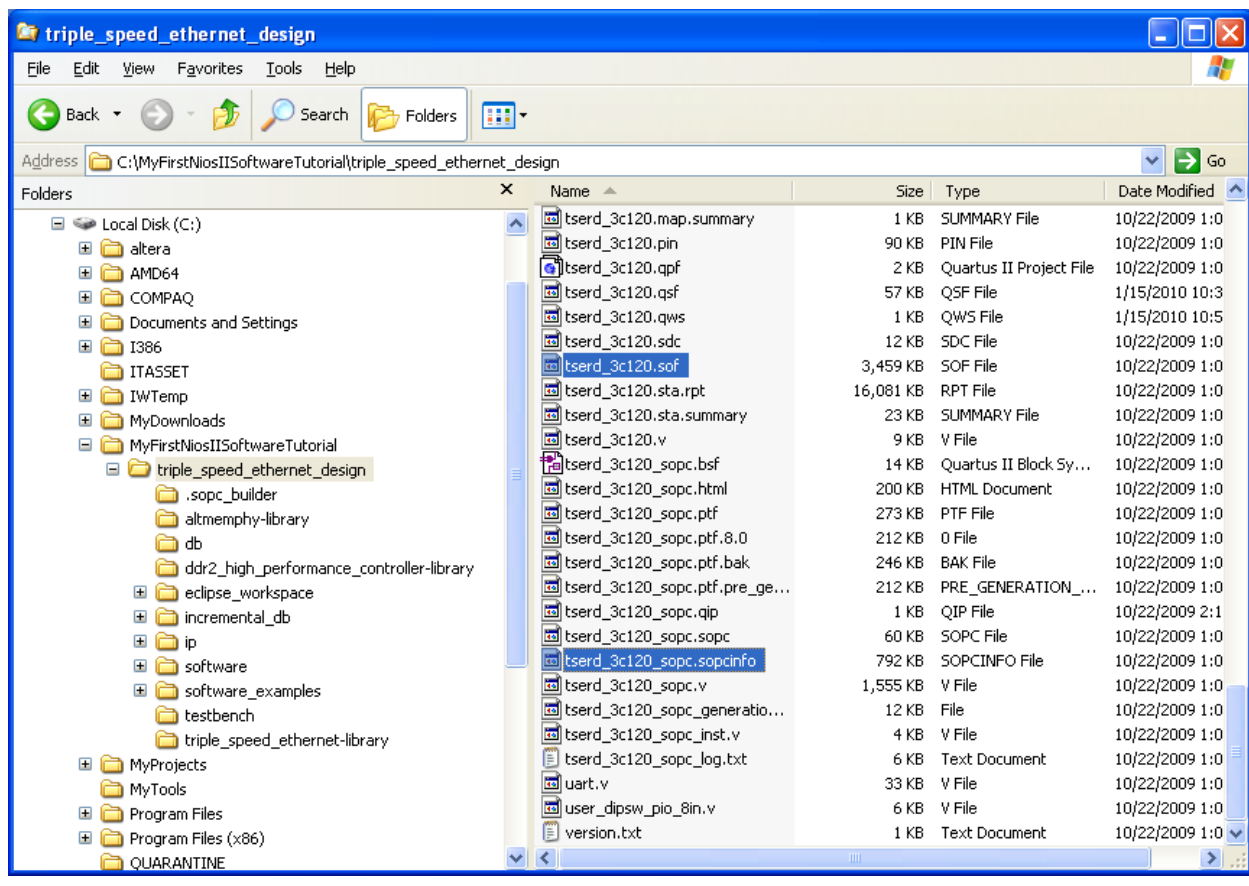 triple_speed_ethernet_design
File Edit View Favorites Tools Help
Back Search Folders
Address C:\MyFirstNiosIISoftwareTutorial\triple_speed_ethernet_design Go
Folders
Local Disk (C:)
altera
AMD64
COMPAQ
Documents and Settings
I386
ITASSET
IWTemp
MyDownloads
MyFirstNiosIISoftwareTutorial
triple_speed_ethernet_design
.sopc_builder
altmemphy-library
db
ddr2_high_performance_controller-library
eclipse_workspace
incremental_db
ip
software
software_examples
testbench
triple_speed_ethernet-library
MyProjects
MyTools
Program Files
Program Files (x86)
QUARANTINE
Name Size Type Date Modified
tserd_3c120.map.summary 1 KB SUMMARY File 10/22/2009 1:0
tserd_3c120.pin 90 KB PIN File 10/22/2009 1:0
tserd_3c120.qpf 2 KB Quartus II Project File 10/22/2009 1:0
tserd_3c120.qsf 57 KB QSF File 1/15/2010 10:3
tserd_3c120.qws 1 KB QWS File 1/15/2010 10:5
tserd_3c120.sdc 12 KB SDC File 10/22/2009 1:0
tserd_3c120.sof 3,459 KB SOF File 10/22/2009 1:0
tserd_3c120.sta.rpt 16,081 KB RPT File 10/22/2009 1:0
tserd_3c120.sta.summary 23 KB SUMMARY File 10/22/2009 1:0
tserd_3c120.v 9 KB V File 10/22/2009 1:0
tserd_3c120_sopc.bsf 14 KB Quartus II Block Sy... 10/22/2009 1:0
tserd_3c120_sopc.html 200 KB HTML Document 10/22/2009 1:0
tserd_3c120_sopc.ptf 273 KB PTF File 10/22/2009 1:0
tserd_3c120_sopc.ptf.8.0 212 KB 0 File 10/22/2009 1:0
tserd_3c120_sopc.ptf.bak 246 KB BAK File 10/22/2009 1:0
tserd_3c120_sopc.ptf.pre_ge... 212 KB PRE_GENERATION_... 10/22/2009 1:0
tserd_3c120_sopc.qip 1 KB QIP File 10/22/2009 2:1
tserd_3c120_sopc.sopc 60 KB SOPC File 10/22/2009 1:0
tserd_3c120_sopc.sopcinfo 792 KB SOPCINFO File 10/22/2009 1:0
tserd_3c120_sopc.v 1,555 KB V File 10/22/2009 1:0
tserd_3c120_sopc_generatio... 12 KB File 10/22/2009 1:0
tserd_3c120_sopc_inst.v 4 KB V File 10/22/2009 1:0
tserd_3c120_sopc_log.txt 6 KB Text Document 10/22/2009 1:0
uart.v 33 KB V File 10/22/2009 1:0
user_dipsw_pio_8in.v 6 KB V File 10/22/2009 1:0
version.txt 1 KB Text Document 10/22/2009 1:0